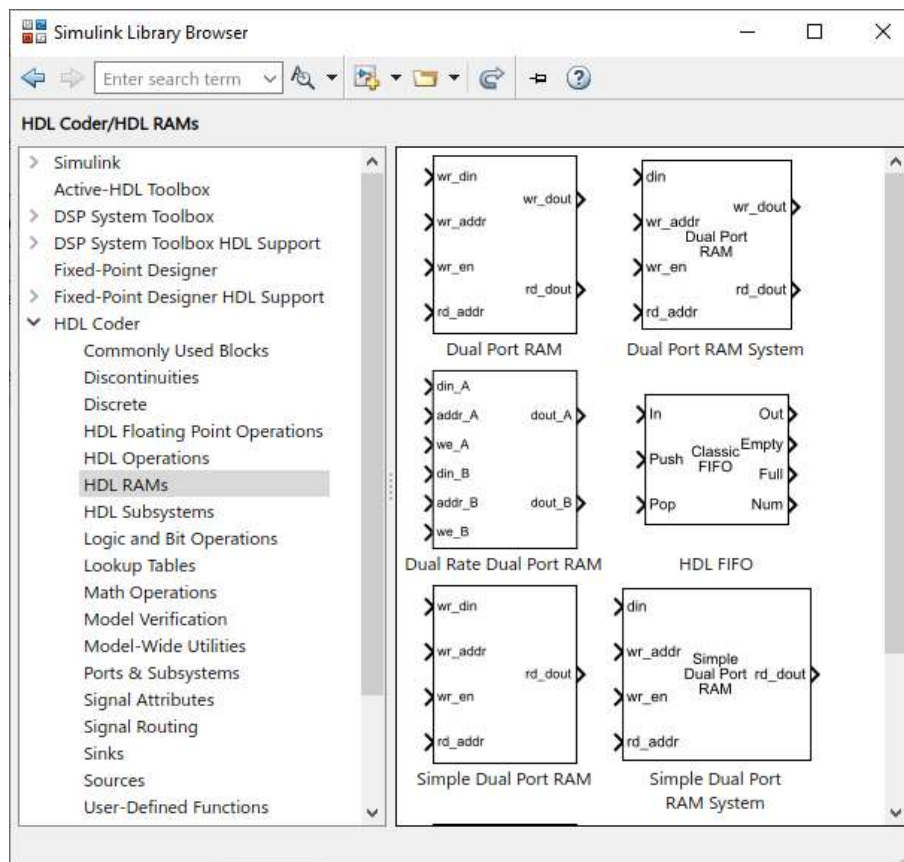 Simulink Library Browser
Enter search term
HDL Coder/HDL RAMs
Simulink
Active-HDL Toolbox
DSP System Toolbox
DSP System Toolbox HDL Support
Fixed-Point Designer
Fixed-Point Designer HDL Support
HDL Coder
Commonly Used Blocks
Discontinuities
Discrete
HDL Floating Point Operations
HDL Operations
HDL RAMs
HDL Subsystems
Logic and Bit Operations
Lookup Tables
Math Operations
Model Verification
Model-Wide Utilities
Ports & Subsystems
Signal Attributes
Signal Routing
Sinks
Sources
User-Defined Functions
wr_din
wr_dout
wr_addr
wr_en
rd_dout
rd_addr
Dual Port RAM
din
wr_dout
wr_addr
Dual Port
RAM
wr_en
rd_dout
rd_addr
Dual Port RAM System
din_A
addr_A
dout_A
we_A
din_B
addr_B
dout_B
we_B
Dual Rate Dual Port RAM
In
Out
Empty
Push
Classic
FIFO
Full
Pop
Num
HDL FIFO
wr_din
wr_addr
rd_dout
wr_en
rd_addr
Simple Dual Port RAM
din
wr_addr
Simple
Dual Port
RAM
rd_dout
wr_en
rd_addr
Simple Dual Port
RAM System